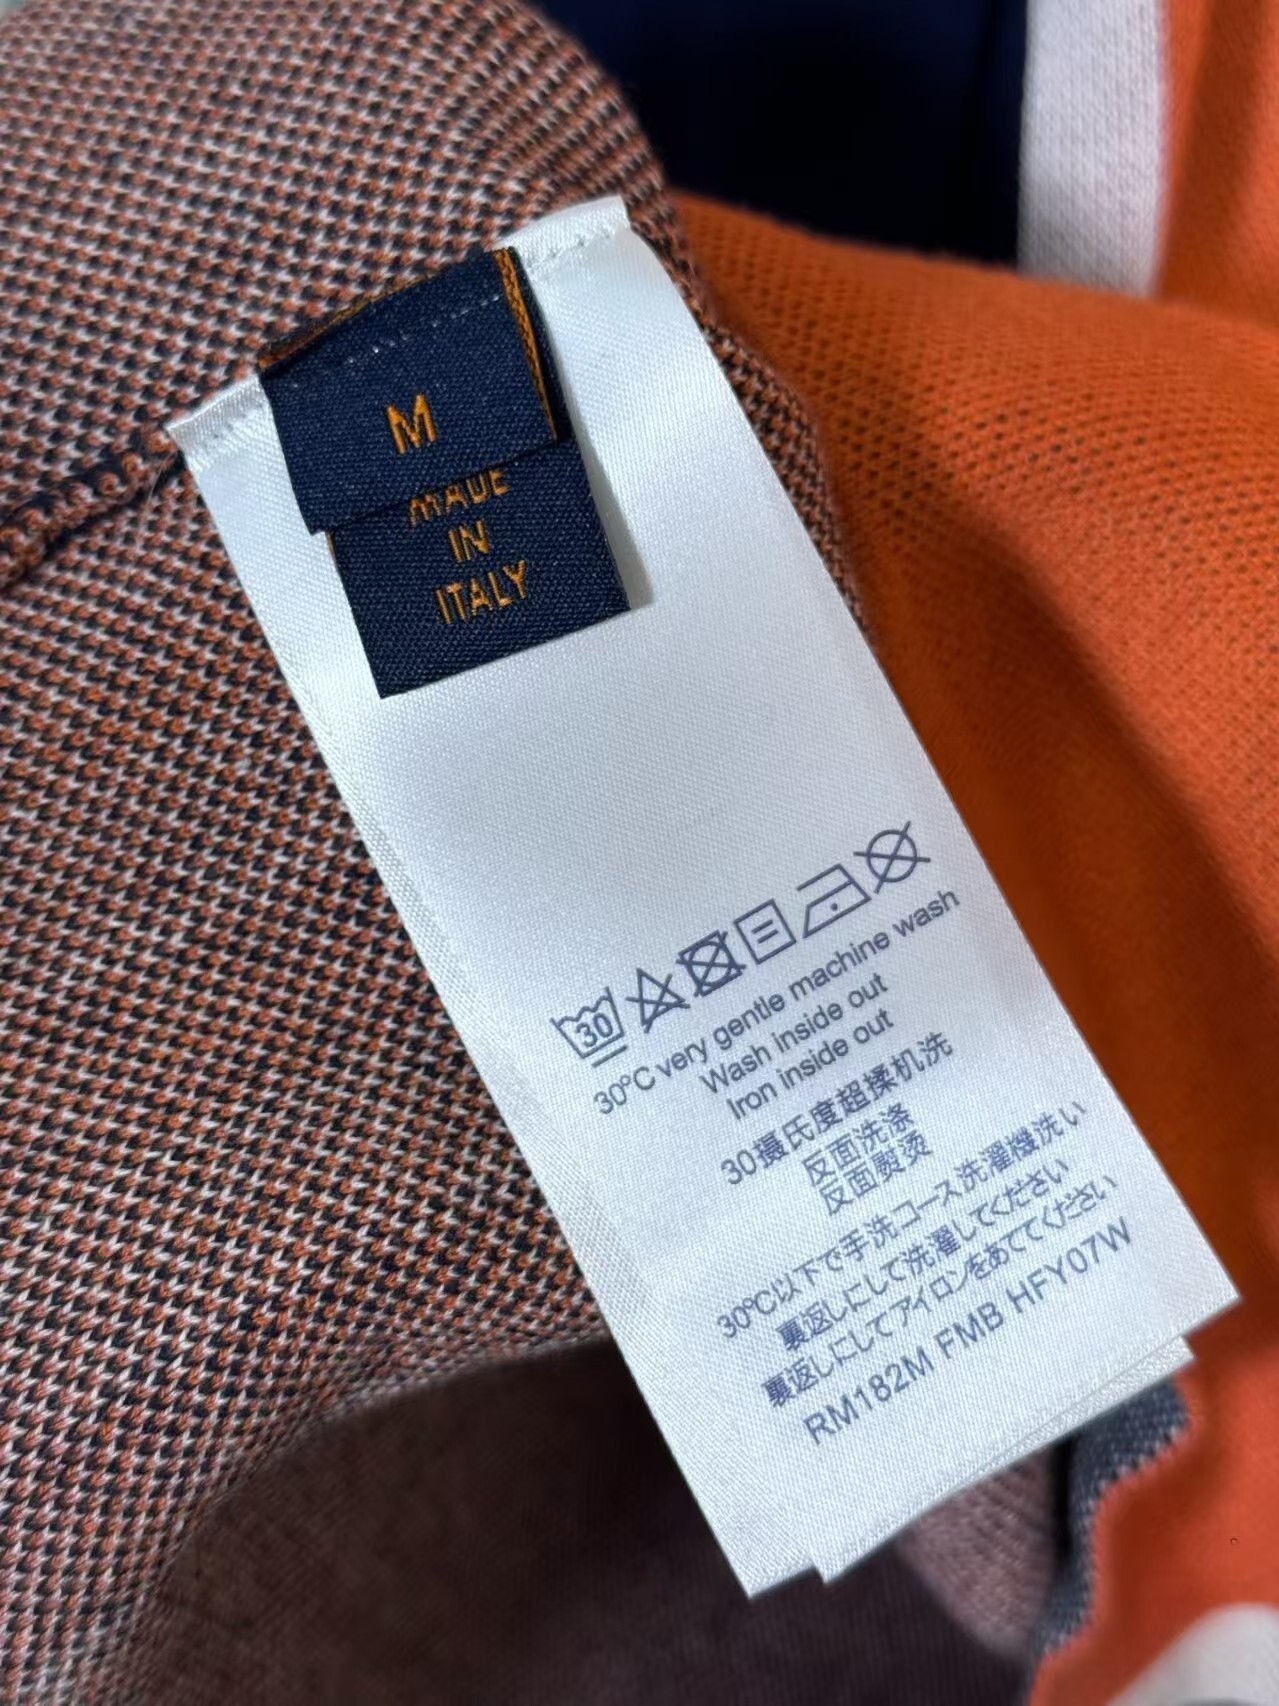 M
MADE
IN
ITALY
30
30°C very gentle machine wash
Wash inside out
Iron inside out
30摄氏度超揉机洗
反面洗涤
反面熨烫
30℃以下で手洗コース洗濯機洗い
裏返しにして洗濯してください
裏返しにしてアイロンをあててください
RM182M FMB HFY07W